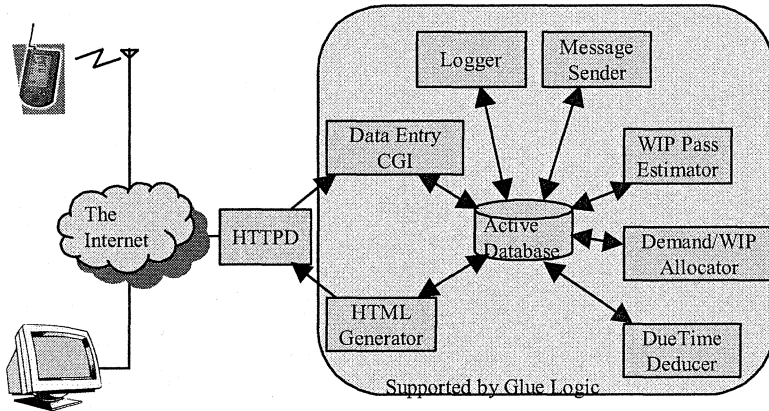 Logger
Message
Sender
Data Entry
CGI
WIP Pass
Estimator
The
Internet
HTTPD
Active
Database
Demand/WIP
Allocator
HTML
Generator
DueTime
Deducer
Supported by Glue Logic